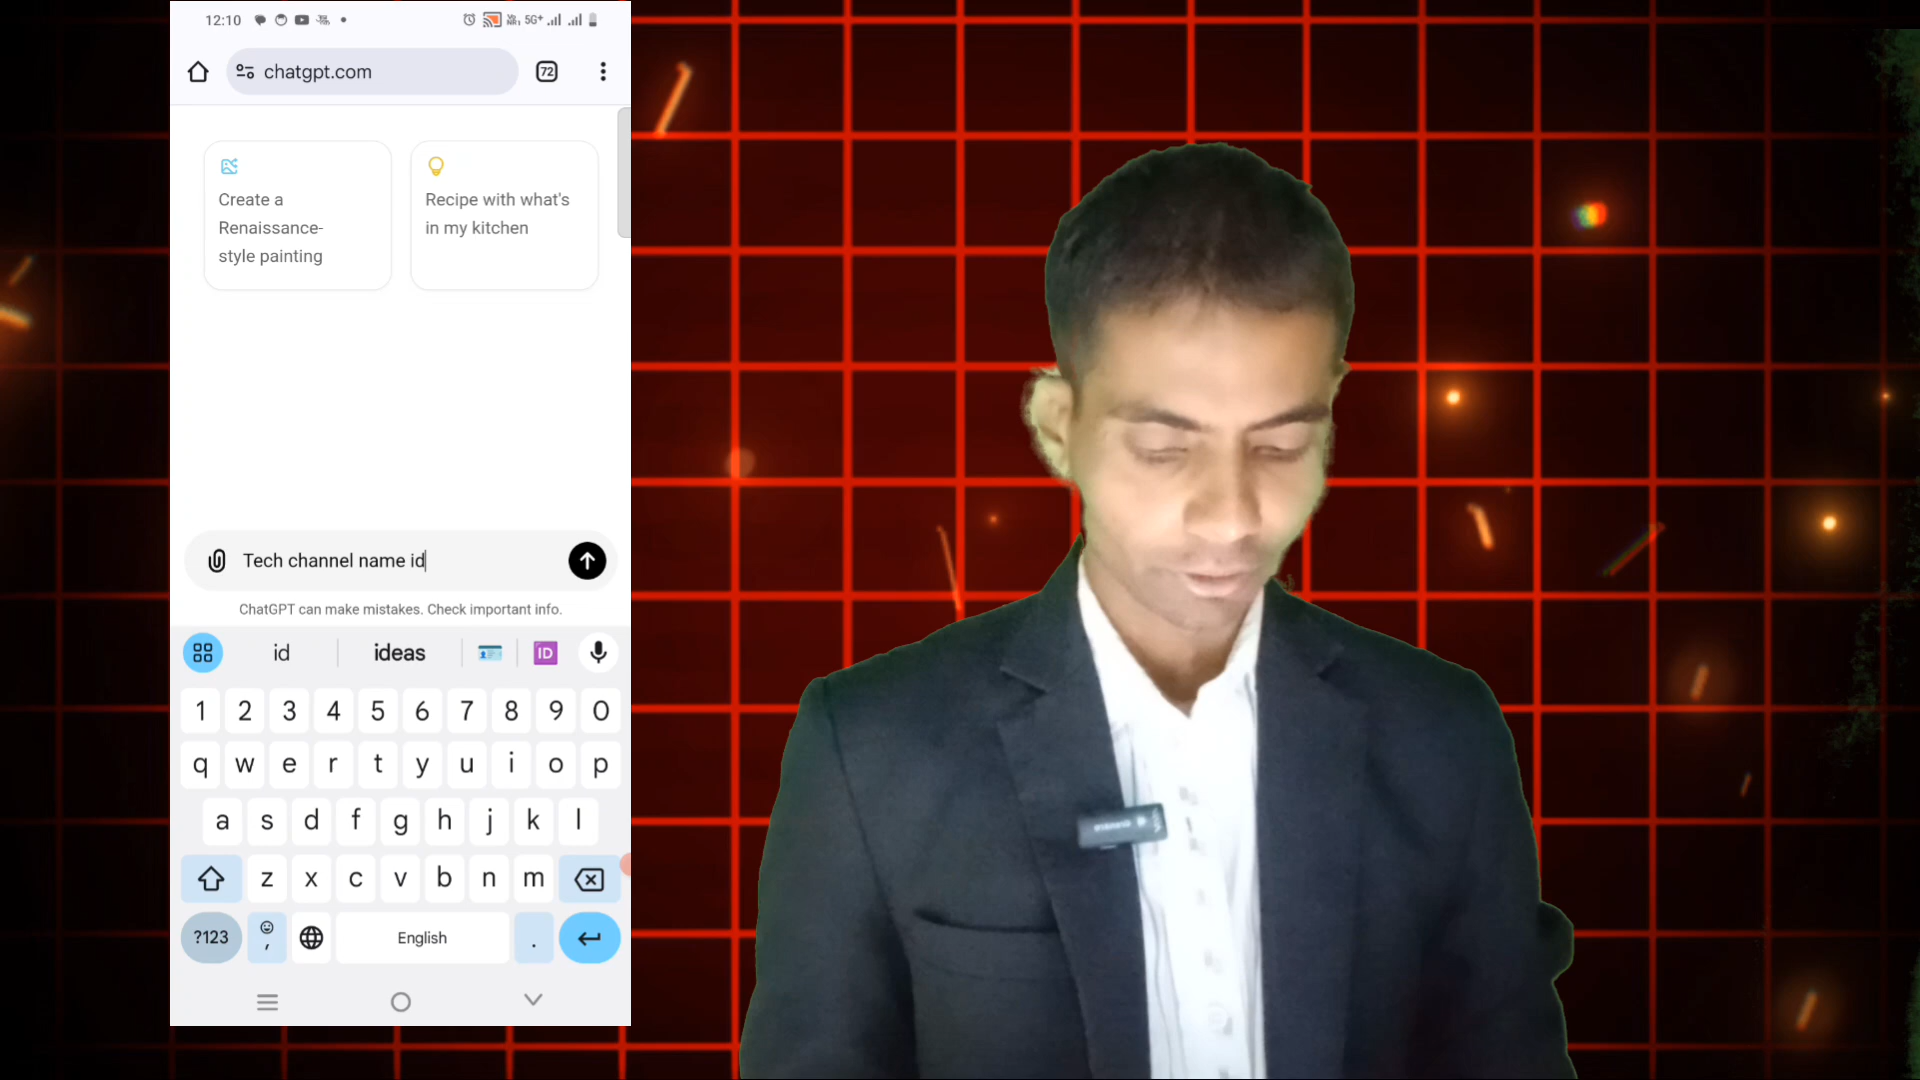 12:10
5G+
chatgpt.com
72
Create a
Renaissance-
style painting
Recipe with what's
in my kitchen
Tech channel name id
ChatGPT can make mistakes. Check important info.
id ideas ID
1 2 3 4 5 6 7 8 9 0
q w e r t y u i o p
a s d f g h j k l
z x c v b n m
?123 , English .